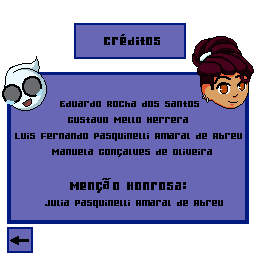 Créditos
Eduardo Rocha dos Santos
Gustavo Mello Herrera
Luis Fernando Pasquinelli Amaral de Abreu
Manuela Gonçalves de Oliveira
Menção Honrosa:
Julia Pasquinelli Amaral de Abreu